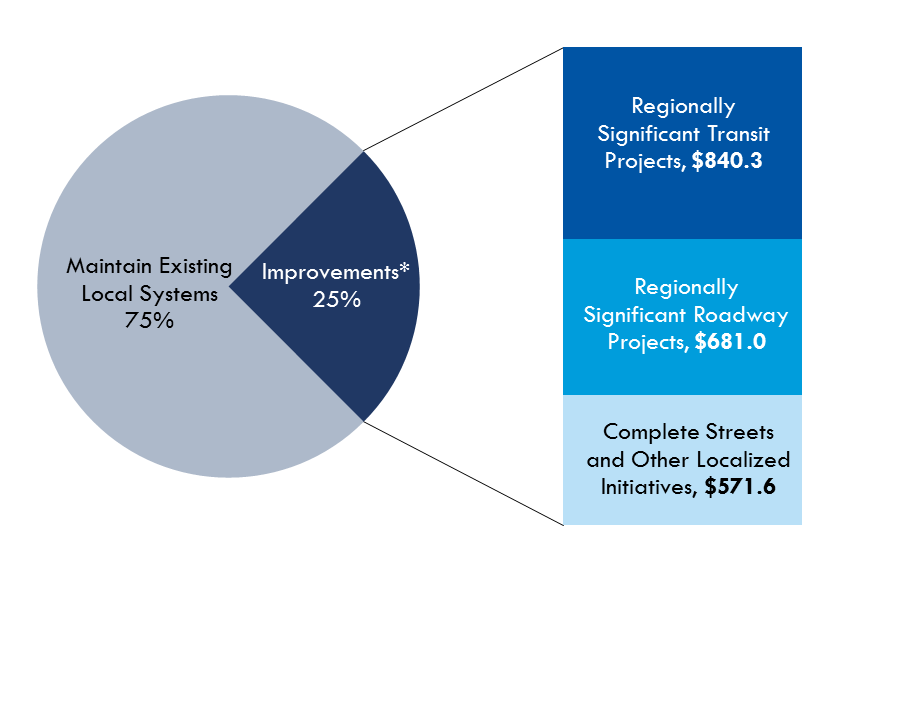 Maintain Existing
Local Systems
75%
Improvements*
25%
Regionally
Significant Transit
Projects, $840.3
Regionally
Significant Roadway
Projects, $681.0
Complete Streets
and Other Localized
Initiatives, $571.6